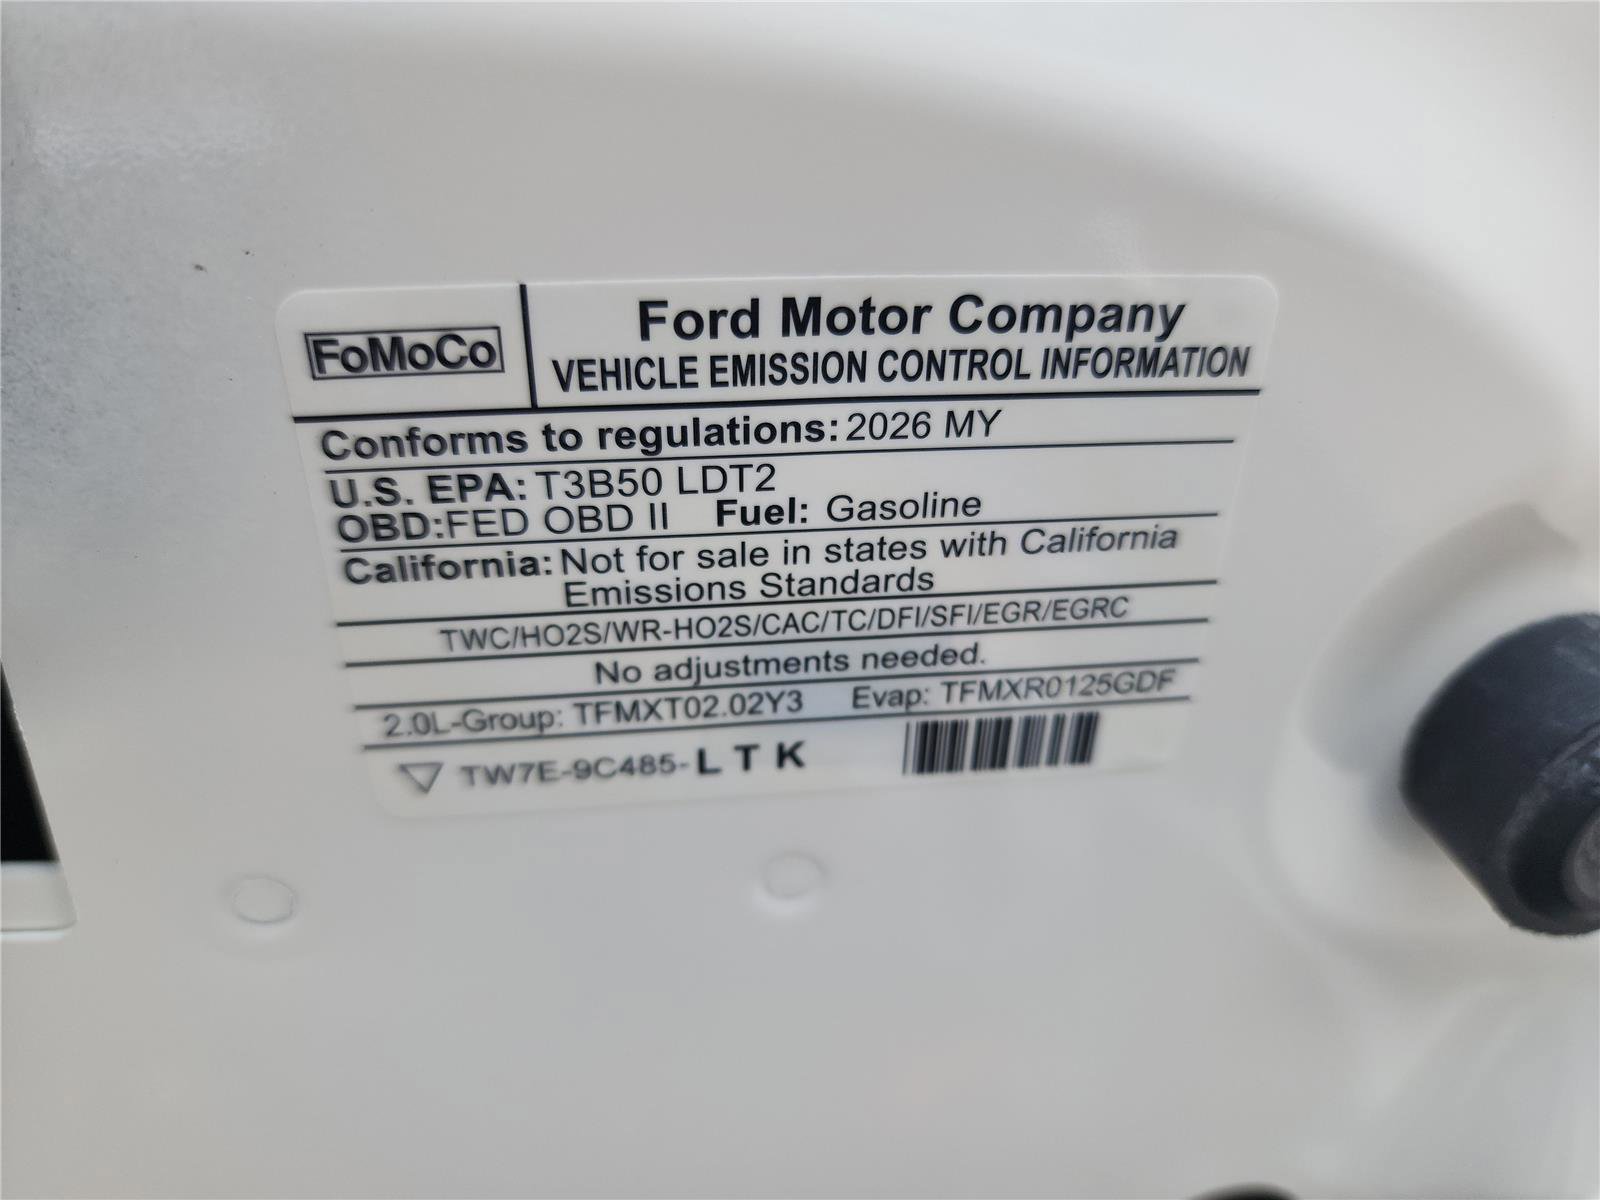 FoMoCo
Ford Motor Company
VEHICLE EMISSION CONTROL INFORMATION
Conforms to regulations: 2026 MY
U.S. EPA: T3B50 LDT2
OBD:FED OBD II Fuel: Gasoline
California: Not for sale in states with California
Emissions Standards
TWC/HO2S/WR-HO2S/CAC/TC/DFI/SFI/EGR/EGRC
No adjustments needed.
2.0L-Group: TFMXT02.02Y3 Evap: TFMXR0125GDF
TW7E-9C485-LTK